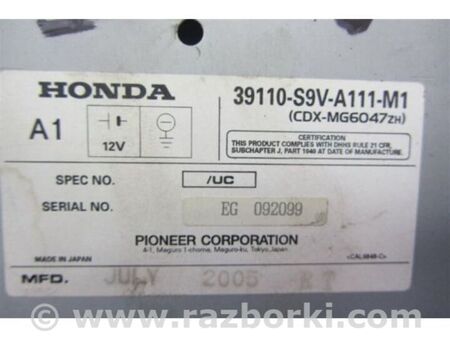 HONDA 39110-S9V-A111-M1
(CDX-MG6047ZH)
A1 12V
CERTIFICATION
THIS PRODUCT COMPLIES WITH DHHS RULE 21 CFR,
SUBCHAPTER J, PART 1040 AT DATE OF MANUFACTURE.
SPEC NO. /UC
SERIAL NO. EG 092099
PIONEER CORPORATION
4-1, Meguro 1-chome, Meguro-ku, Tokyo, Japan
MADE IN JAPAN
MFD. JULY 2005
www.razborki.com